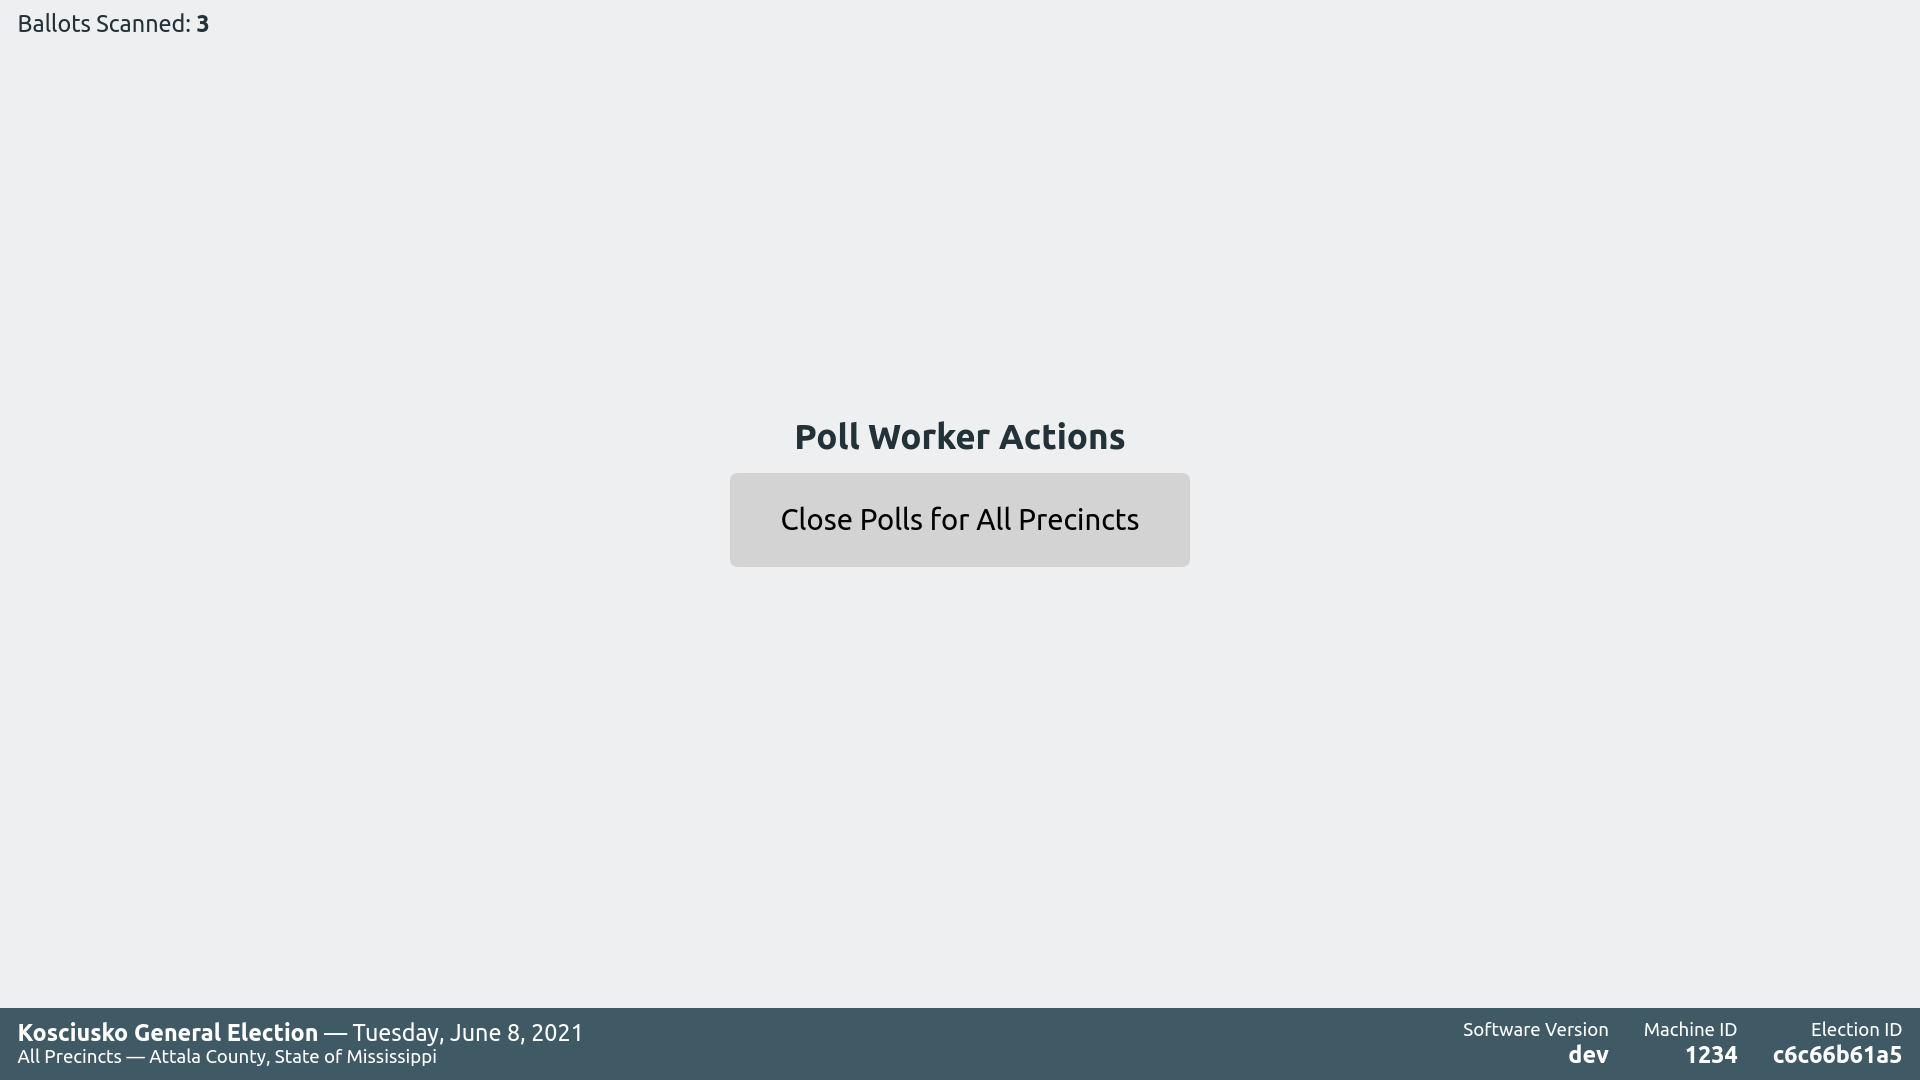 Ballots Scanned: 3
Poll Worker Actions
Close Polls for All Precincts
Kosciusko General Election — Tuesday, June 8, 2021
All Precincts — Attala County, State of Mississippi
Software Version
dev
Machine ID
1234
Election ID
c6c66b61a5